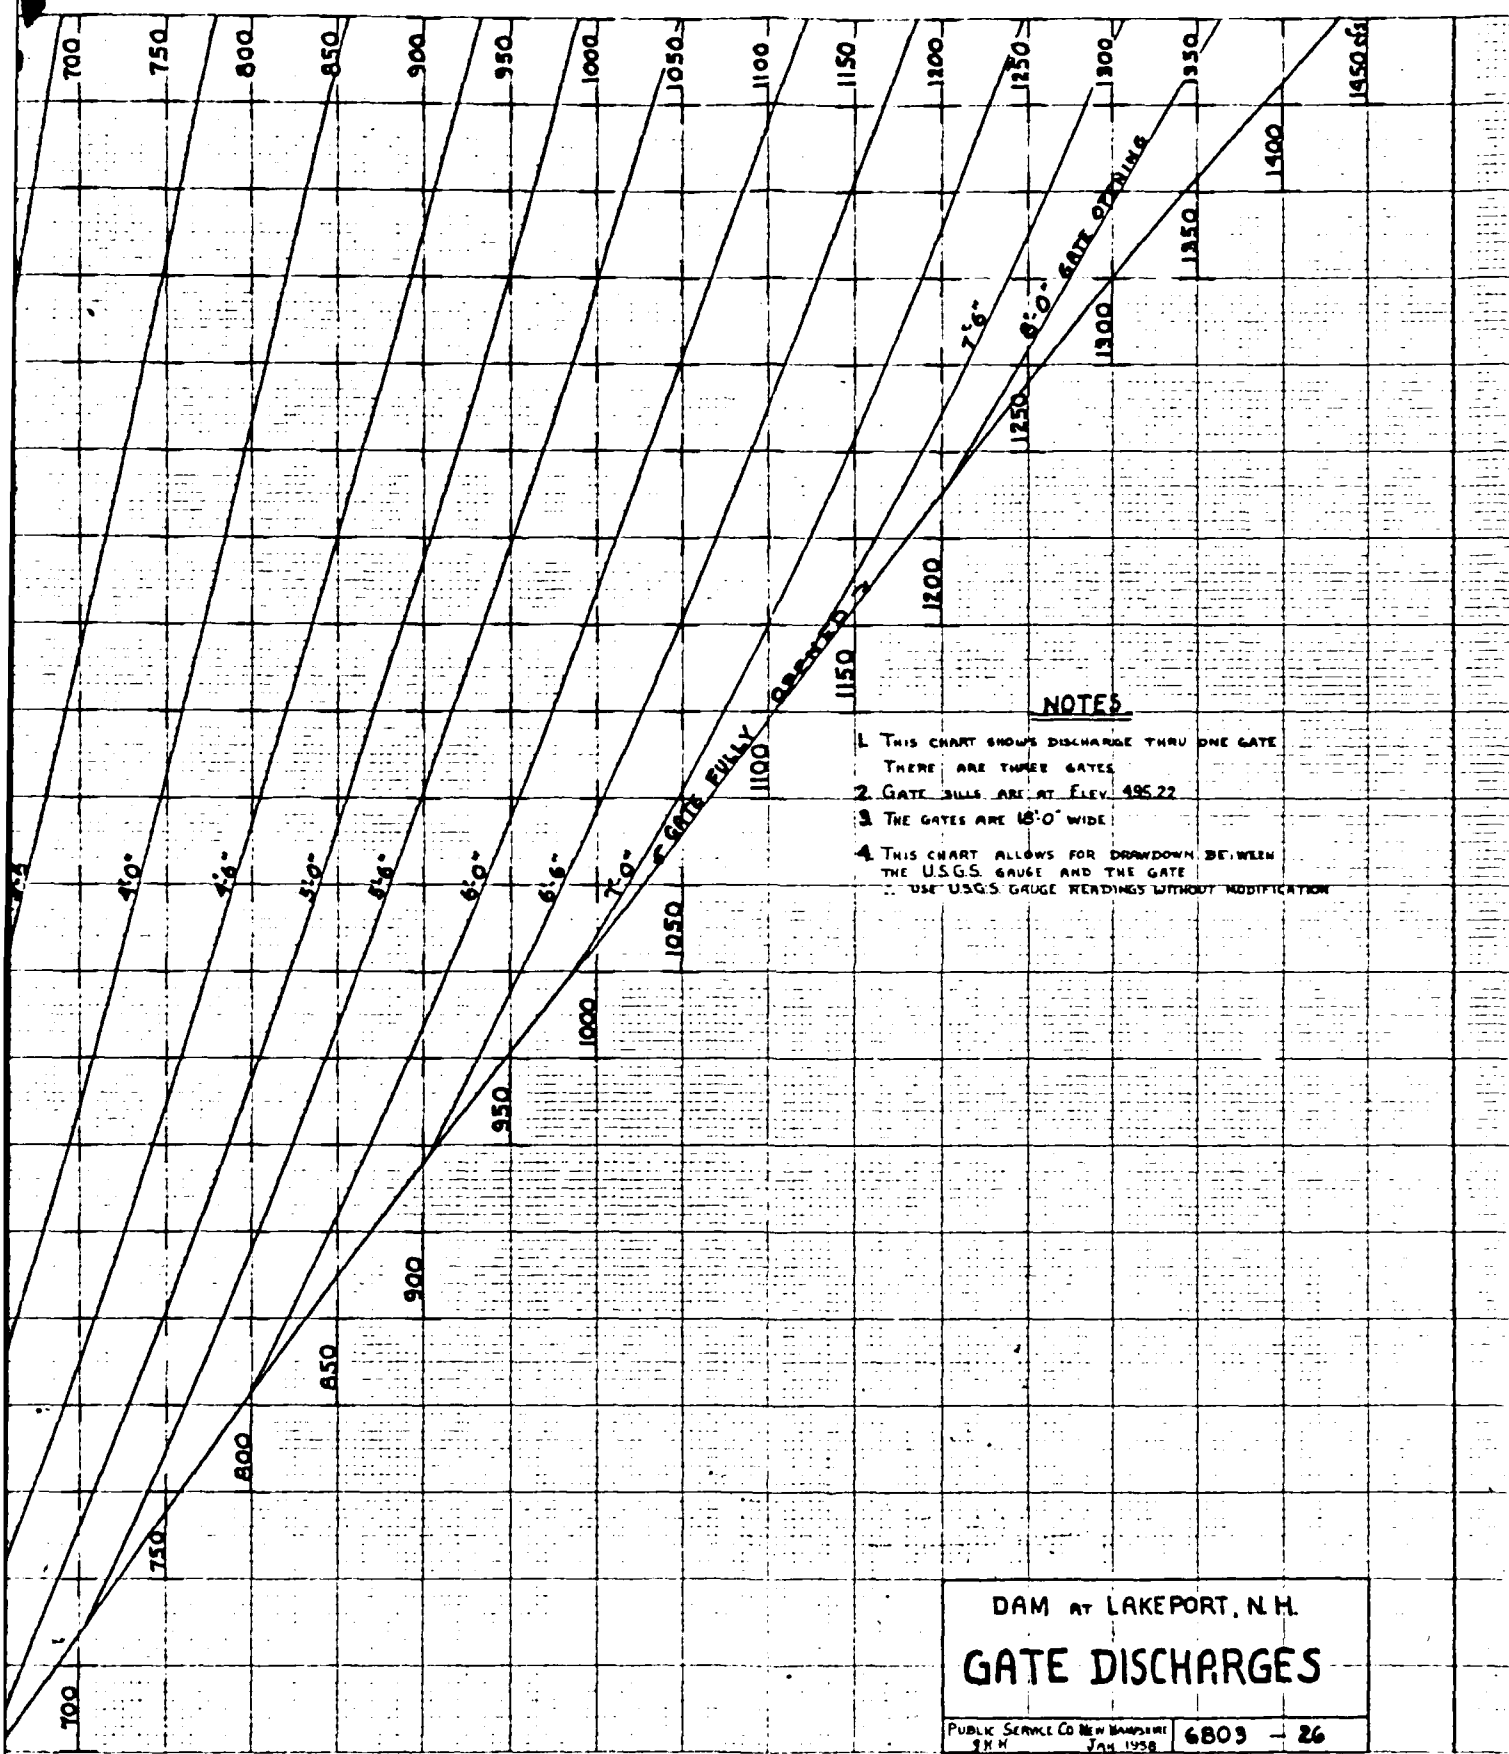 700 750 800 850 900 950 1000 1050 1100 1150 1200 1250 1300 1350 1450 cfs
1400
1350
1300
1250
1200
1150
1100
1050
1000
950
900
850
800
750
700
4'-0" 4'-6" 5'-0" 5'-6" 6'-0" 6'-6" 7'-0"
7'-6"
8'-0" GATE OPENING
GATE FULLY OPENED
NOTES
1. THIS CHART SHOWS DISCHARGE THRU ONE GATE
THERE ARE THREE GATES
2. GATE SILLS ARE AT ELEV. 495.22
3. THE GATES ARE 18'-0" WIDE
4. THIS CHART ALLOWS FOR DRAWDOWN BETWEEN
THE U.S.G.S. GAUGE AND THE GATE
∴ USE U.S.G.S. GAUGE READINGS WITHOUT MODIFICATION
DAM AT LAKEPORT, N.H.
GATE DISCHARGES
PUBLIC SERVICE CO NEW HAMPSHIRE
JAN 1958
6803 - 26